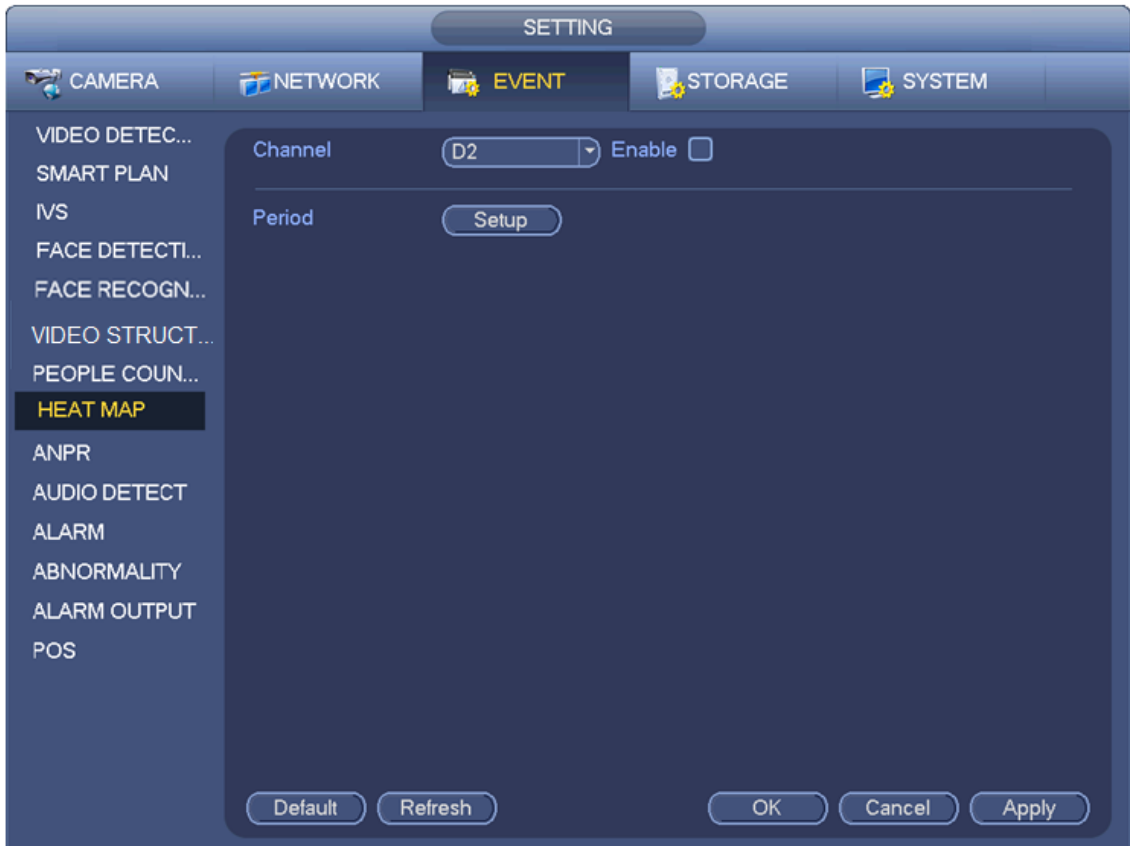 SETTING
CAMERA NETWORK EVENT STORAGE SYSTEM
VIDEO DETEC...
SMART PLAN
IVS
FACE DETECTI...
FACE RECOGN...
VIDEO STRUCT...
PEOPLE COUN...
HEAT MAP
ANPR
AUDIO DETECT
ALARM
ABNORMALITY
ALARM OUTPUT
POS
Channel D2 Enable
Period Setup
Default Refresh OK Cancel Apply